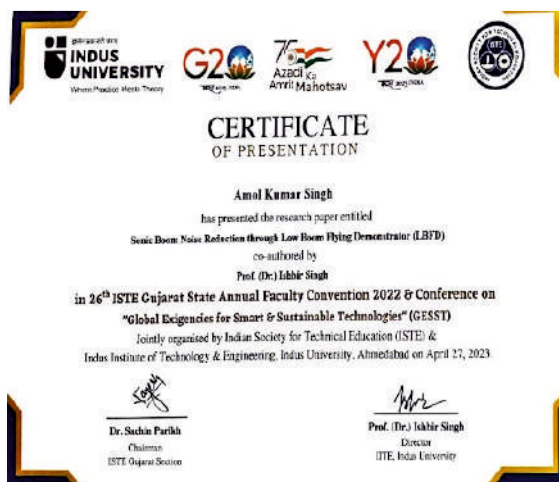 INDUS
UNIVERSITY
Where Practice Meets Theory
G20
75
Azadi Ka
Amrit Mahotsav
Y20
ISTE
CERTIFICATE
OF PRESENTATION
Amol Kumar Singh
has presented the research paper entitled
Sonic Boom Noise Reduction through Low Boom Flying Demonstrator (LBFD)
co-authored by
Prof. (Dr.) Ishbir Singh
in 26th ISTE Gujarat State Annual Faculty Convention 2022 & Conference on
"Global Exigencies for Smart & Sustainable Technologies" (GESST)
Jointly organised by Indian Society for Technical Education (ISTE) &
Indus Institute of Technology & Engineering, Indus University, Ahmedabad on April 27, 2023
Dr. Sachin Parikh
Chairman
ISTE Gujarat Section
Prof. (Dr.) Ishbir Singh
Director
IITE, Indus University